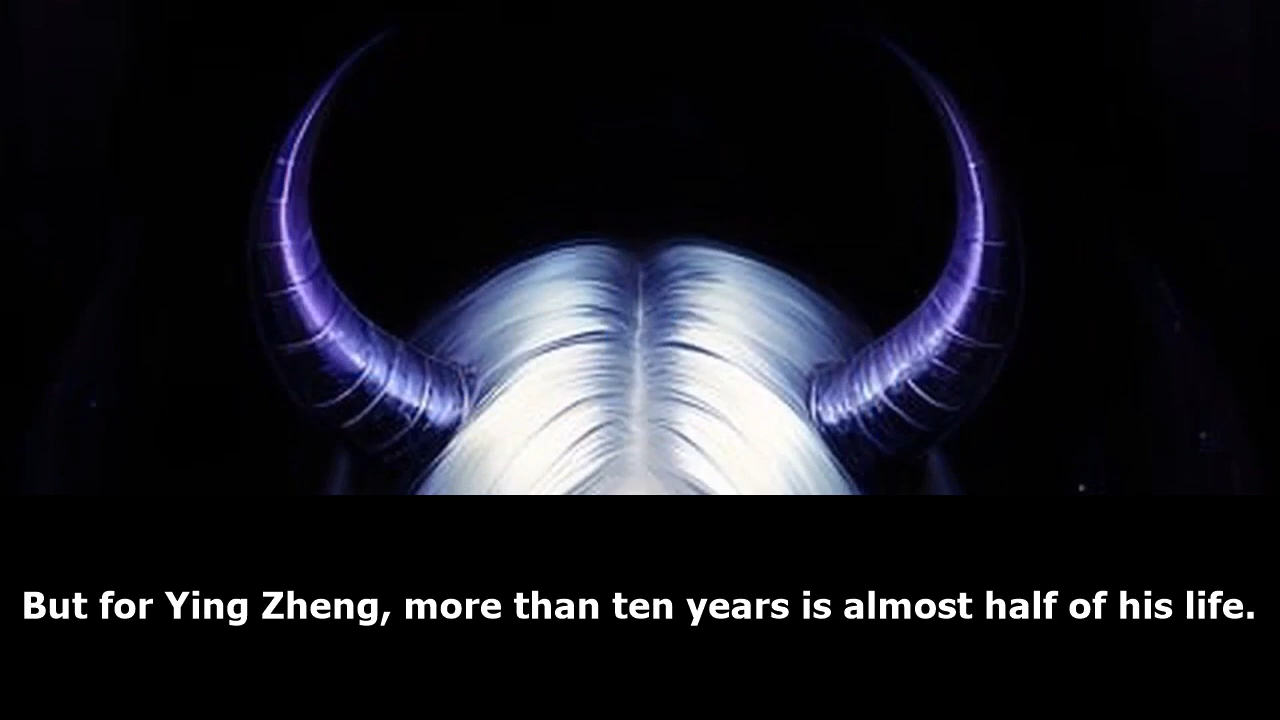 But for Ying Zheng, more than ten years is almost half of his life.